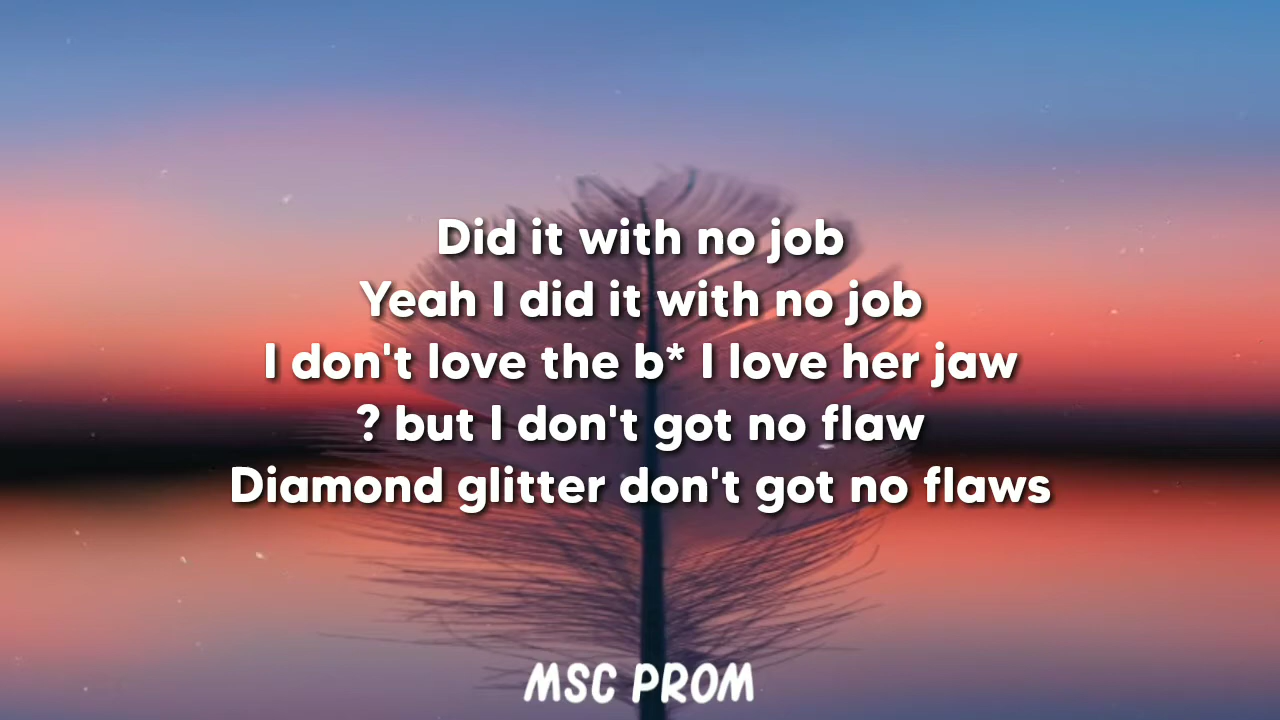 Did it with no job
Yeah I did it with no job
I don't love the b* I love her jaw
? but I don't got no flaw
Diamond glitter don't got no flaws
MSC PROM